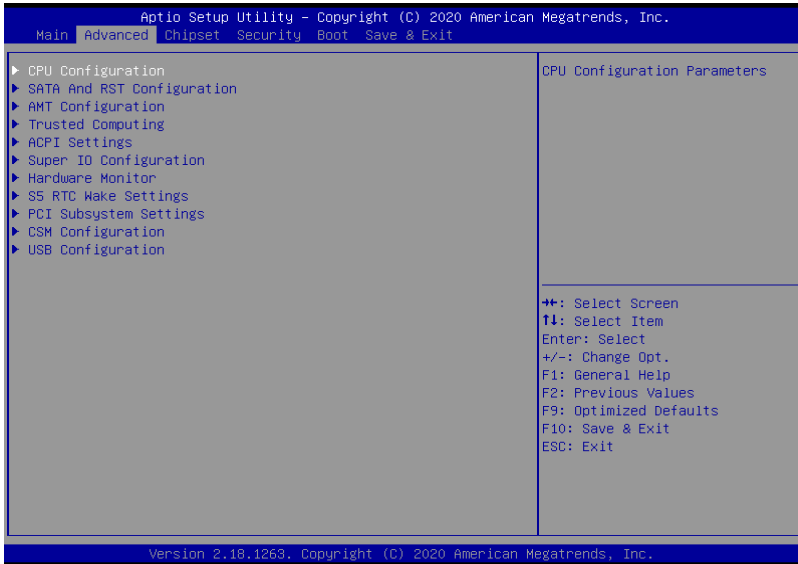 Aptio Setup Utility – Copyright (C) 2020 American Megatrends, Inc.
Main Advanced Chipset Security Boot Save & Exit
▶ CPU Configuration
▶ SATA And RST Configuration
▶ AMT Configuration
▶ Trusted Computing
▶ ACPI Settings
▶ Super IO Configuration
▶ Hardware Monitor
▶ S5 RTC Wake Settings
▶ PCI Subsystem Settings
▶ CSM Configuration
▶ USB Configuration
CPU Configuration Parameters
→←: Select Screen
↑↓: Select Item
Enter: Select
+/-: Change Opt.
F1: General Help
F2: Previous Values
F9: Optimized Defaults
F10: Save & Exit
ESC: Exit
Version 2.18.1263. Copyright (C) 2020 American Megatrends, Inc.